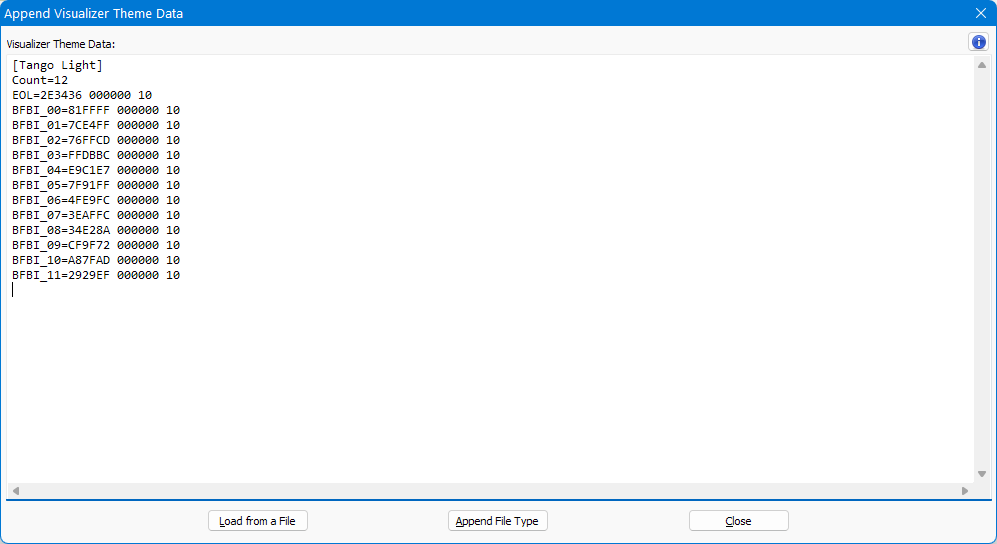 Append Visualizer Theme Data
Visualizer Theme Data:
[Tango Light]
Count=12
EOL=2E3436 000000 10
BFBI_00=81FFFF 000000 10
BFBI_01=7CE4FF 000000 10
BFBI_02=76FFCD 000000 10
BFBI_03=FFDBBC 000000 10
BFBI_04=E9C1E7 000000 10
BFBI_05=7F91FF 000000 10
BFBI_06=4FE9FC 000000 10
BFBI_07=3EAFFC 000000 10
BFBI_08=34E28A 000000 10
BFBI_09=CF9F72 000000 10
BFBI_10=A87FAD 000000 10
BFBI_11=2929EF 000000 10
Load from a File
Append File Type
Close